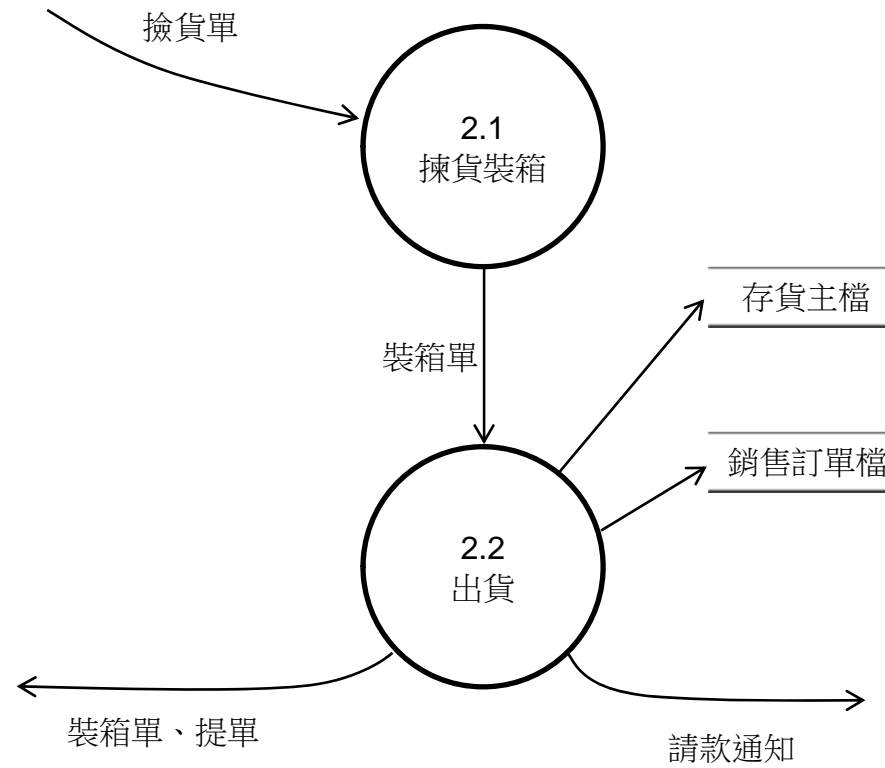 撿貨單
2.1
揀貨裝箱
存貨主檔
裝箱單
銷售訂單檔
2.2
出貨
裝箱單、提單
請款通知